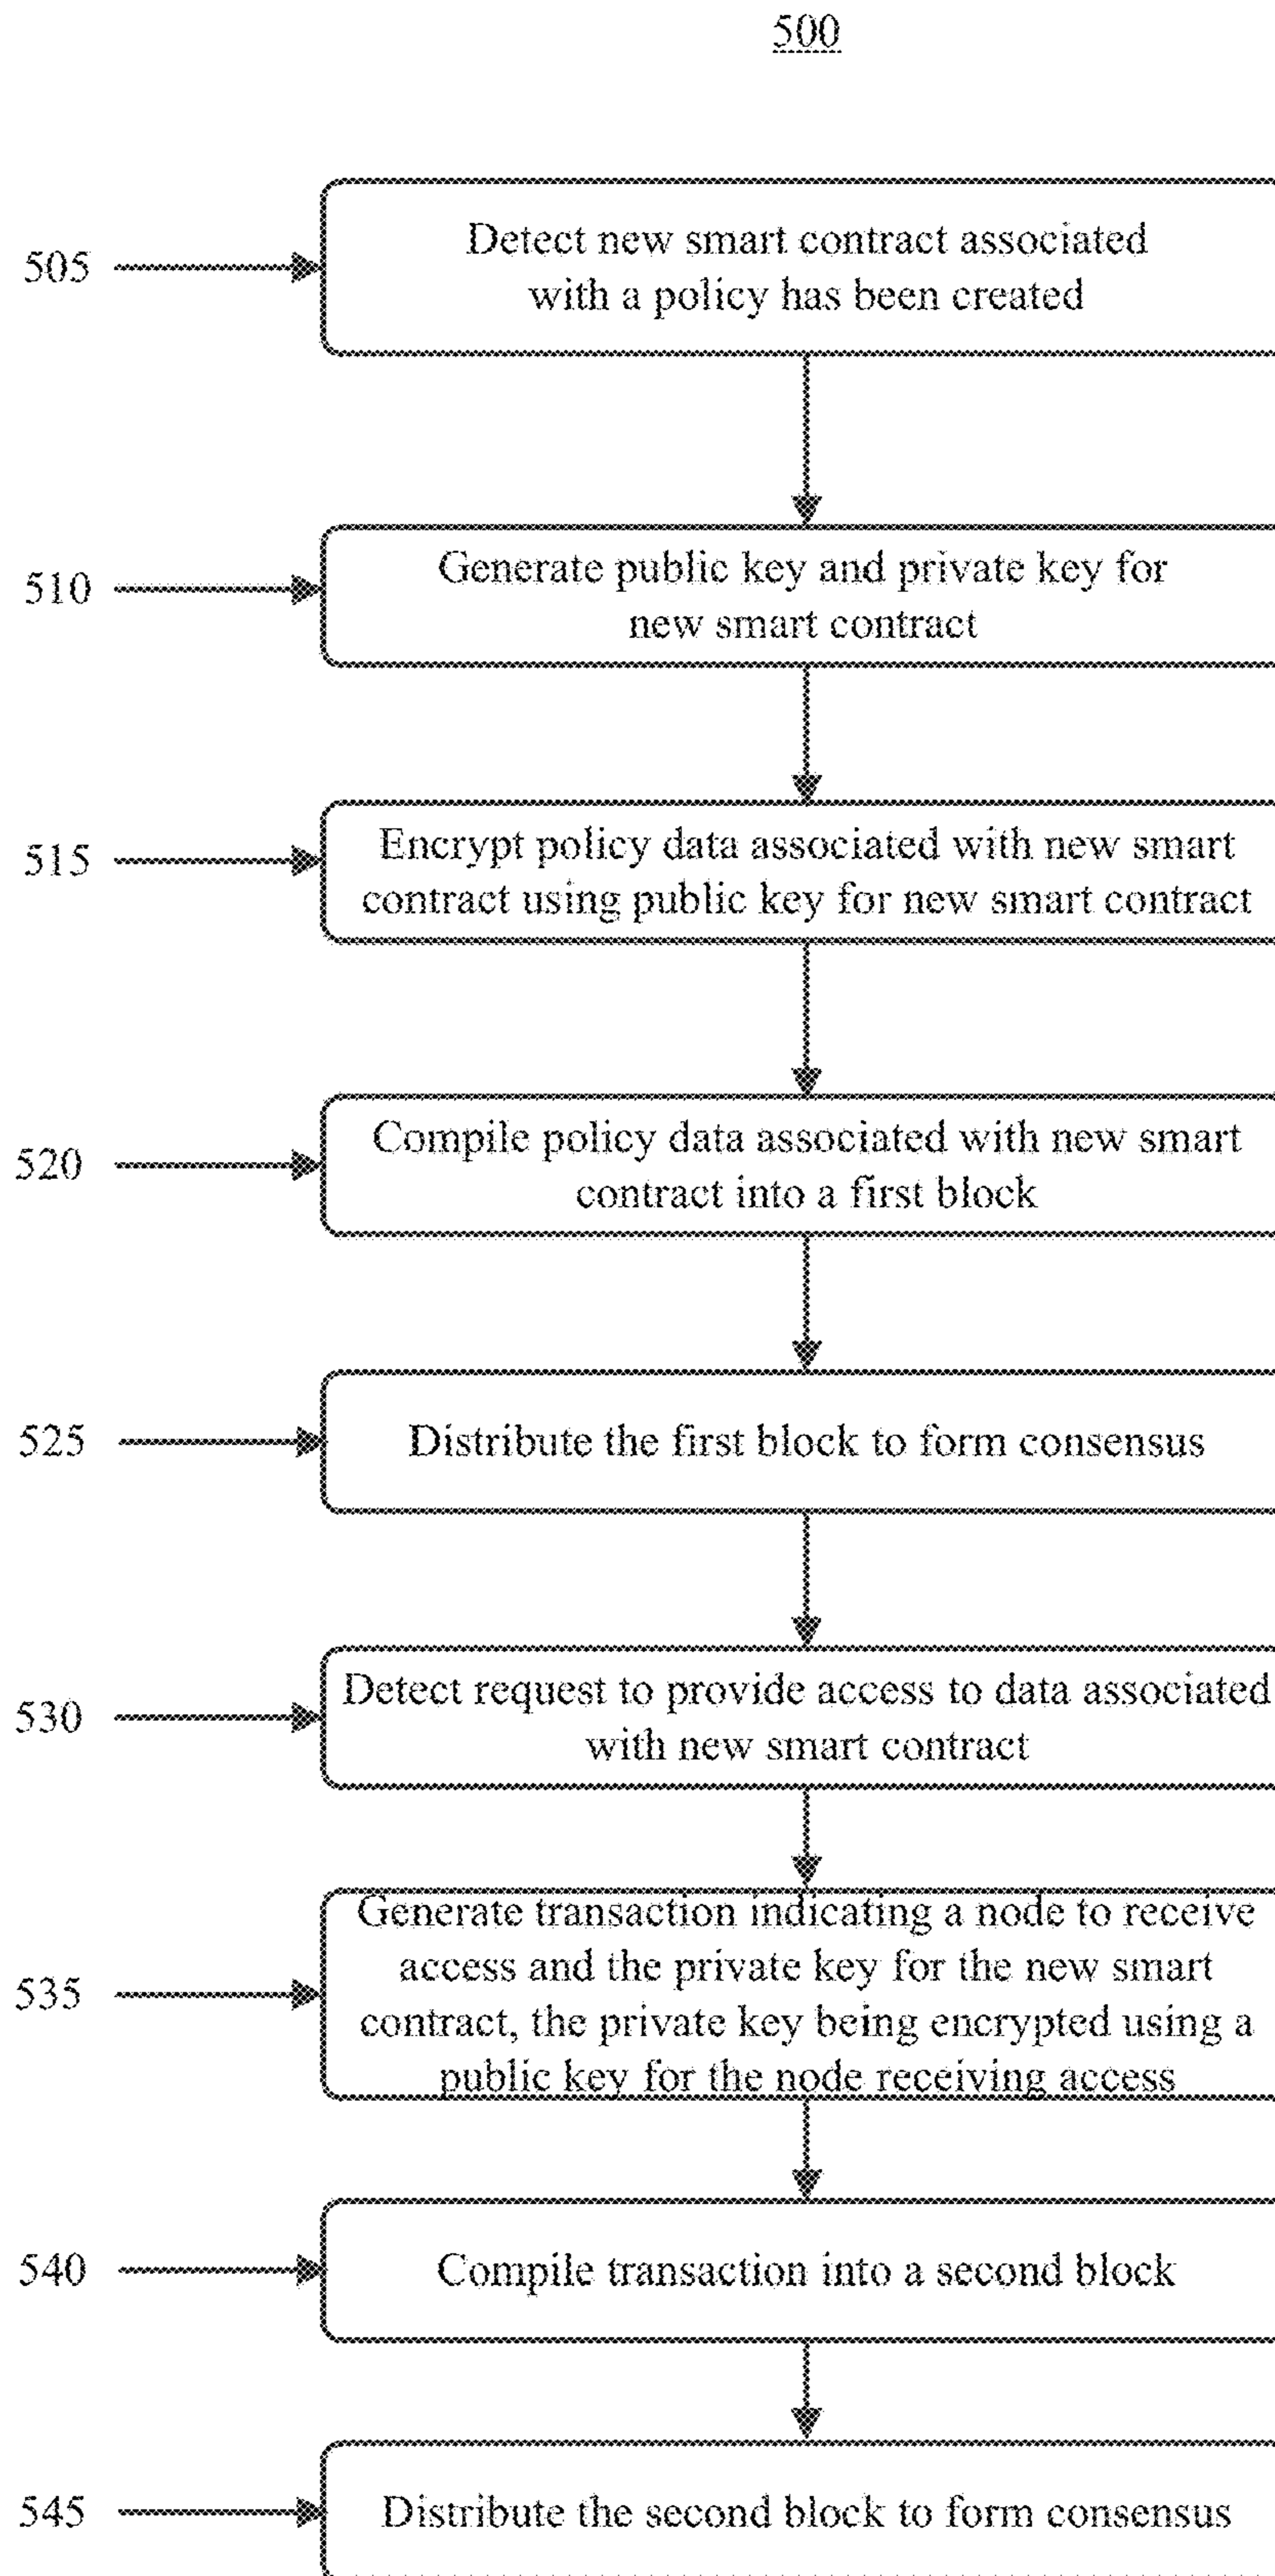 500
505
Detect new smart contract associated
with a policy has been created
510
Generate public key and private key for
new smart contract
515
Encrypt policy data associated with new smart
contract using public key for new smart contract
520
Compile policy data associated with new smart
contract into a first block
525
Distribute the first block to form consensus
530
Detect request to provide access to data associated
with new smart contract
535
Generate transaction indicating a node to receive
access and the private key for the new smart
contract, the private key being encrypted using a
public key for the node receiving access
540
Compile transaction into a second block
545
Distribute the second block to form consensus